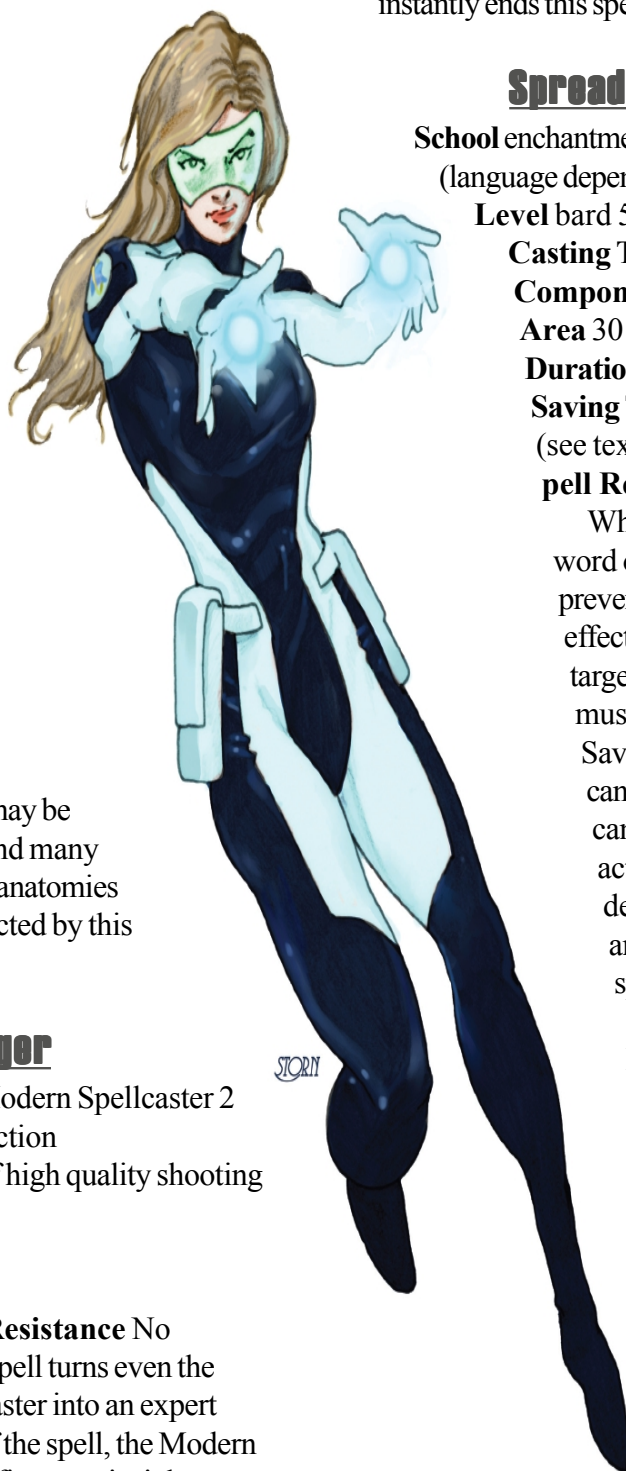 instantly ends this spe
Spread
School enchantme
(language depen
Level bard 5
Casting T
Compon
Area 30
Duratio
Saving
(see tex
pell Re
Wh
word
preve
effect
targe
mus
Sav
can
car
act
de
ar
s
may be
nd many
anatomies
cted by this
ger
odern Spellcaster 2
ction
f high quality shooting
Resistance No
pell turns even the
aster into an expert
f the spell, the Modern
STORN